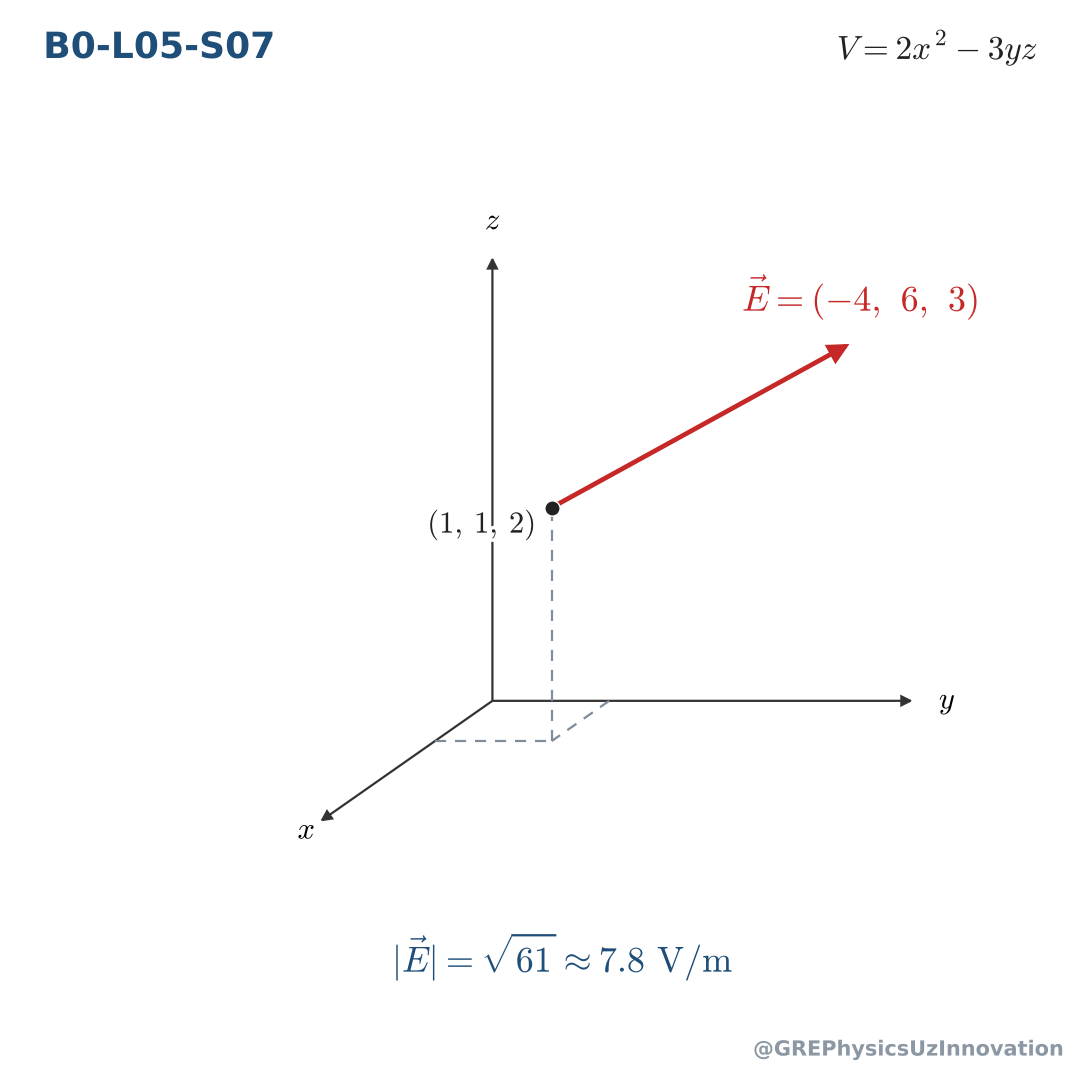 B0-L05-S07
V = 2x² − 3yz
z
E⃗ = (−4, 6, 3)
(1, 1, 2)
y
x
|E⃗| = √61 ≈ 7.8 V/m
@GREPhysicsUzInnovation